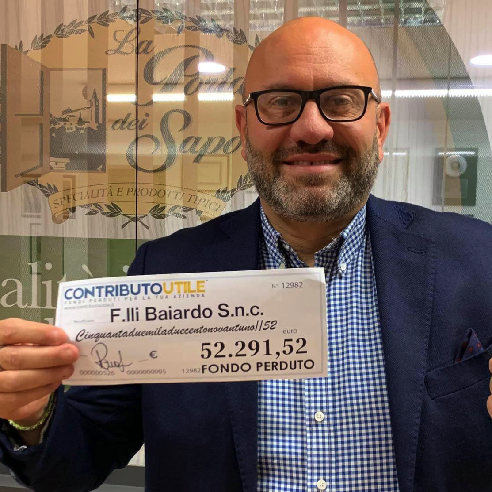 La
Porta
dei
Sapo
SPECIALITÀ E PRODOTTI TIPICI
CONTRIBUTOUTILE
FONDI PERDUTI PER LA TUA AZIENDA
N° 12982
F.lli Baiardo S.n.c.
Cinquantaduemiladuecentonovantuno//52
euro
€ 52.291,52
12982 FONDO PERDUTO